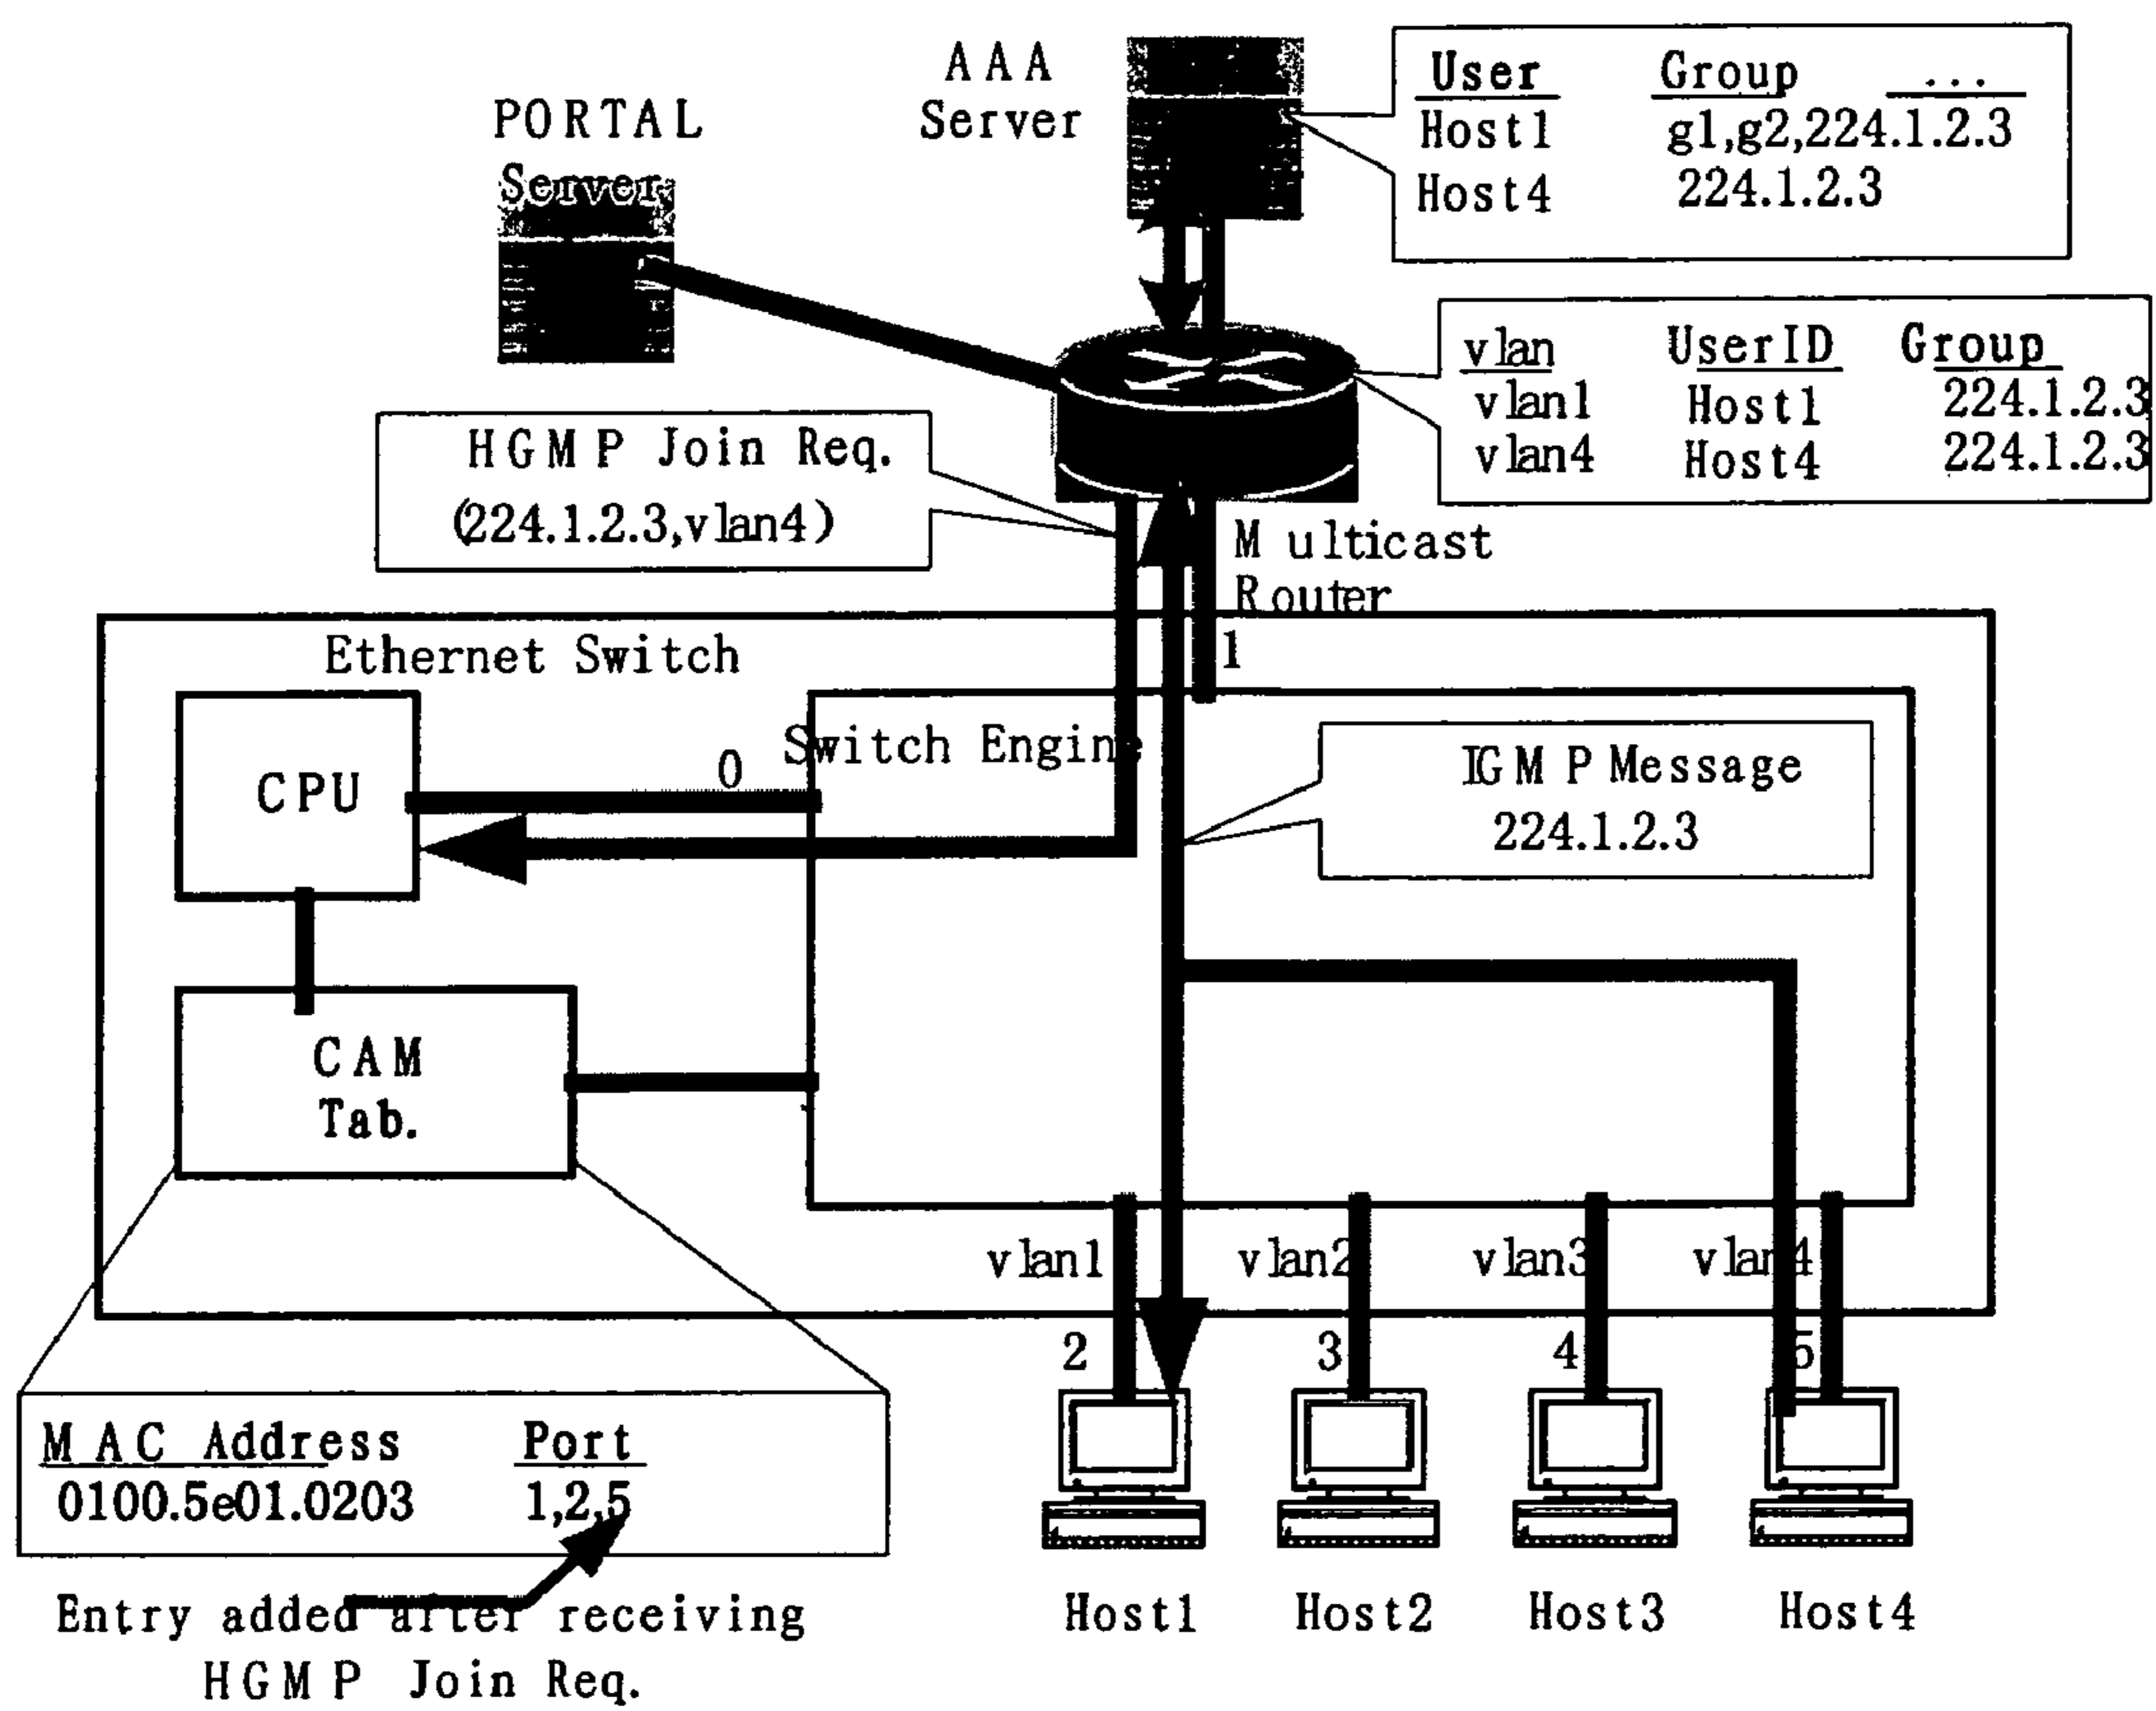 AAA
Server
PORTAL
Server
User Group ...
Host1 g1,g2,224.1.2.3
Host4 224.1.2.3
vlan UserID Group
vlan1 Host1 224.1.2.3
vlan4 Host4 224.1.2.3
HGMP Join Req.
(224.1.2.3,vlan4)
Multicast
Router
Ethernet Switch
1
Switch Engine
0
CPU
IGMP Message
224.1.2.3
CAM
Tab.
vlan1 vlan2 vlan3 vlan4
2 3 4 5
MAC Address Port
0100.5e01.0203 1,2,5
Entry added after receiving
HGMP Join Req.
Host1 Host2 Host3 Host4